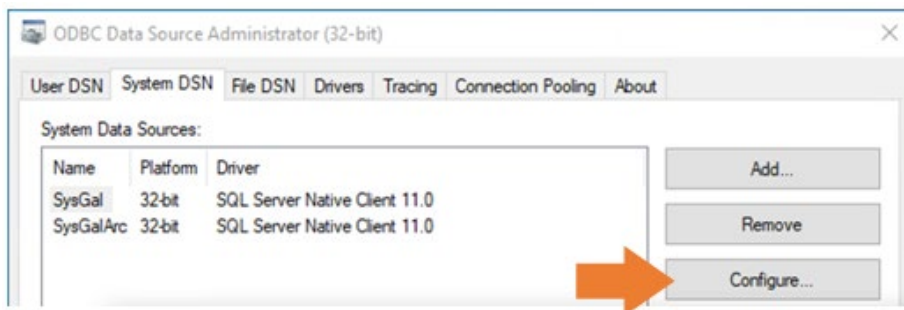 ODBC Data Source Administrator (32-bit)
User DSN System DSN File DSN Drivers Tracing Connection Pooling About
System Data Sources:
Name Platform Driver
SysGal 32-bit SQL Server Native Client 11.0
SysGalArc 32-bit SQL Server Native Client 11.0
Add...
Remove
Configure...